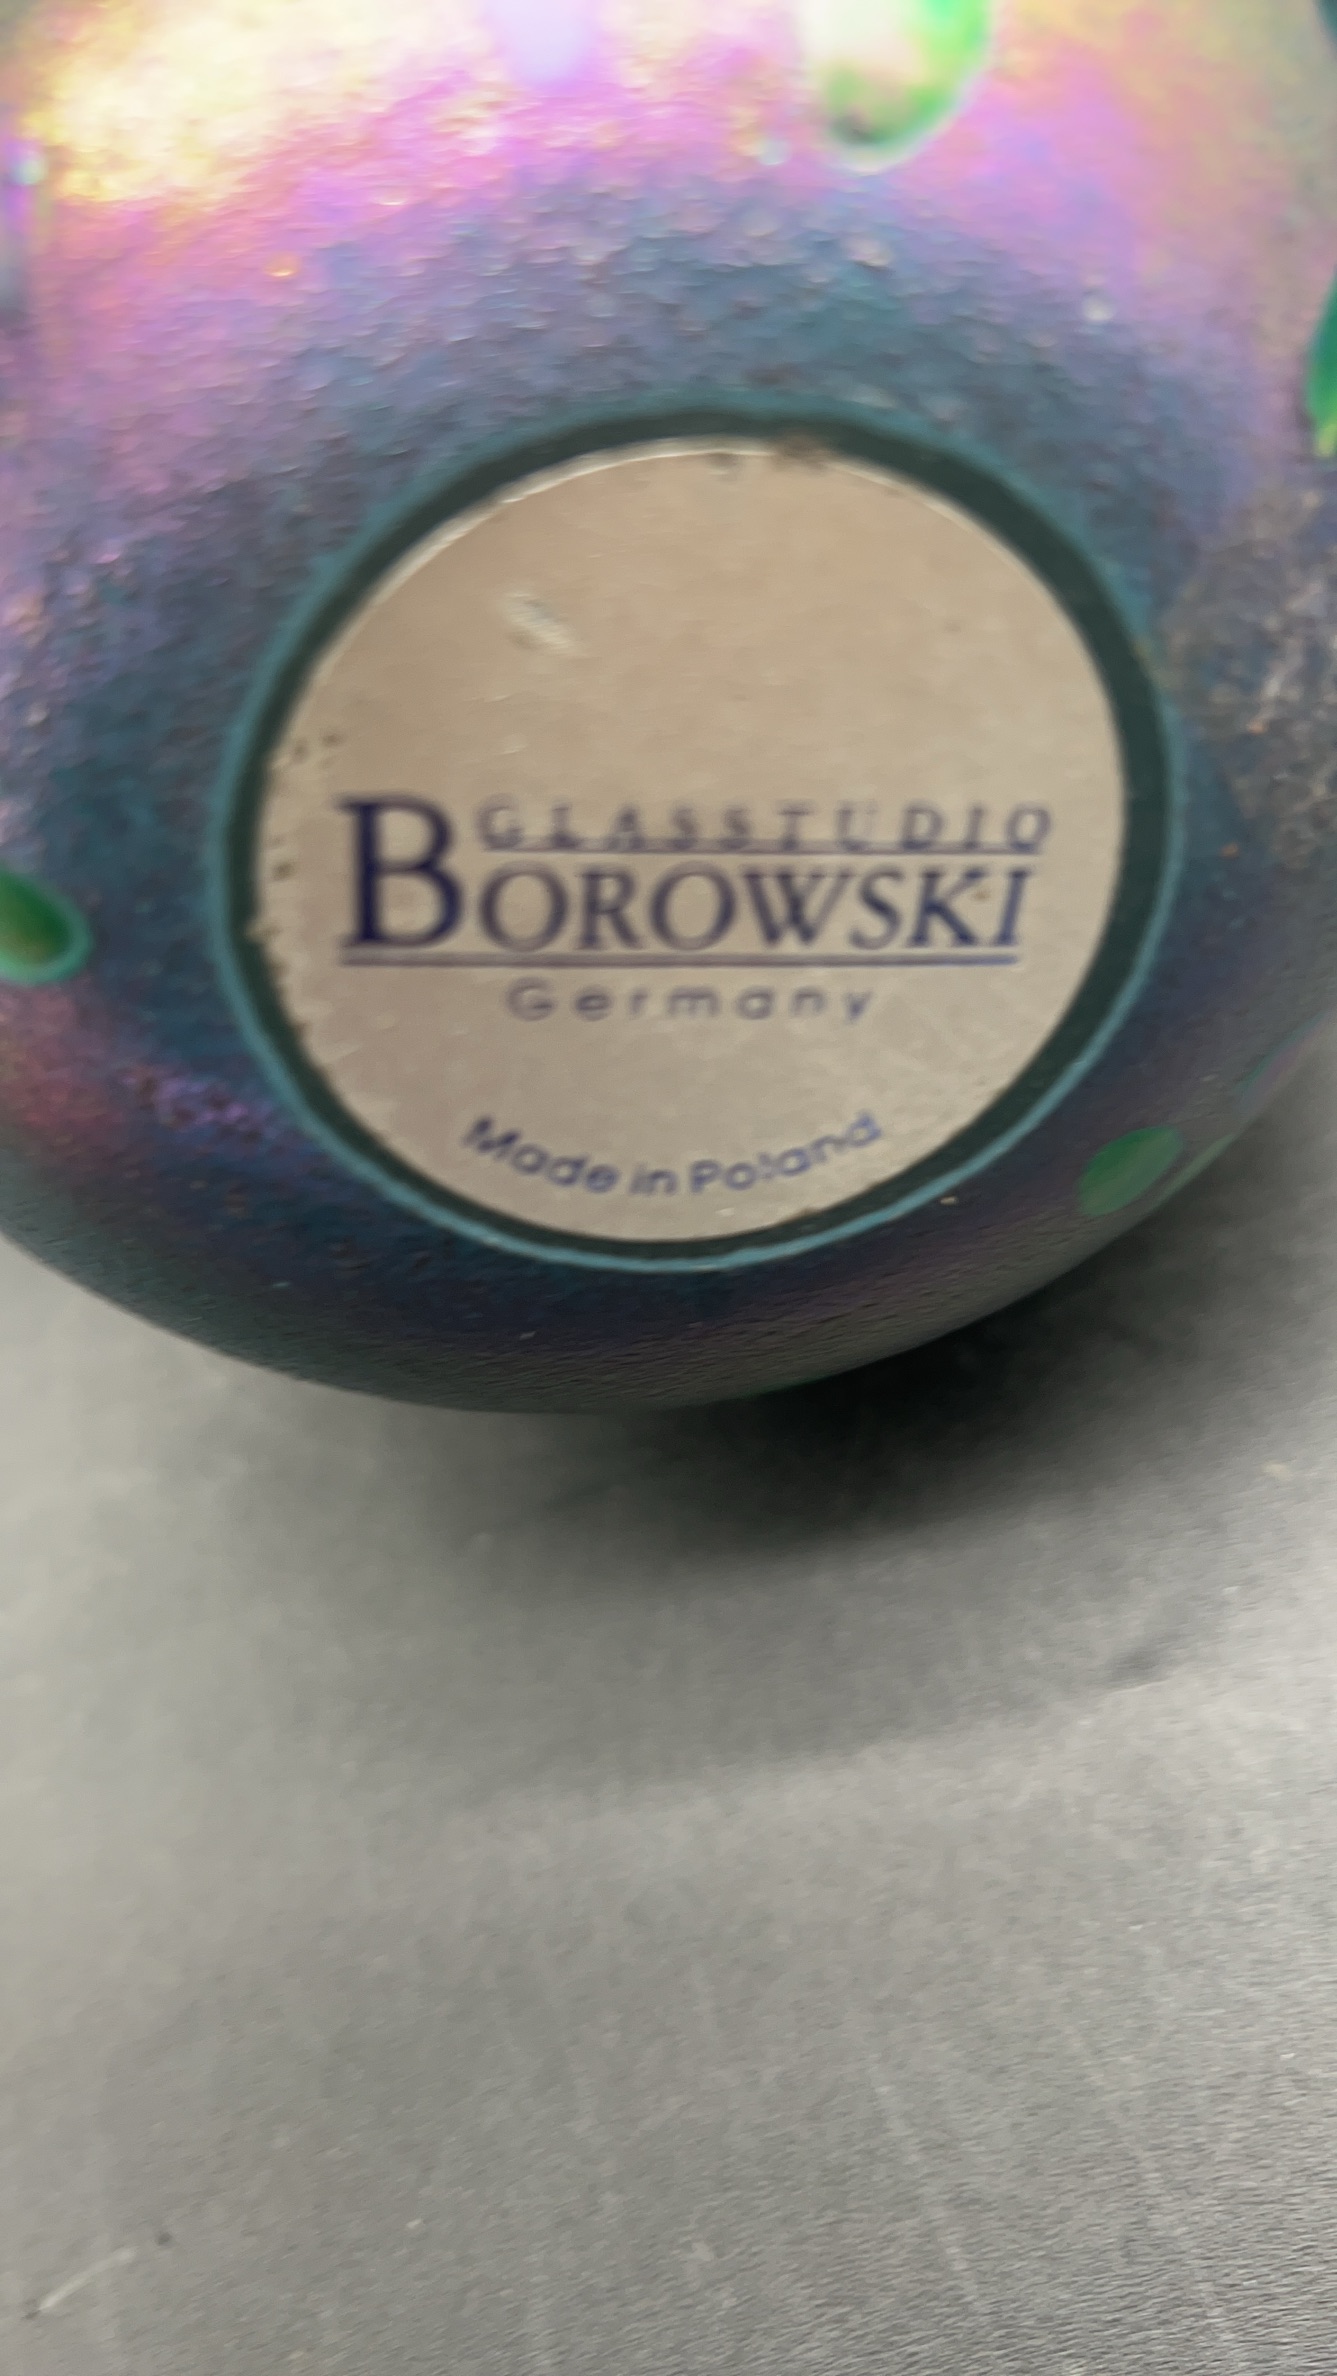 GLASSTUDIO
BOROWSKI
Germany
Made in Poland